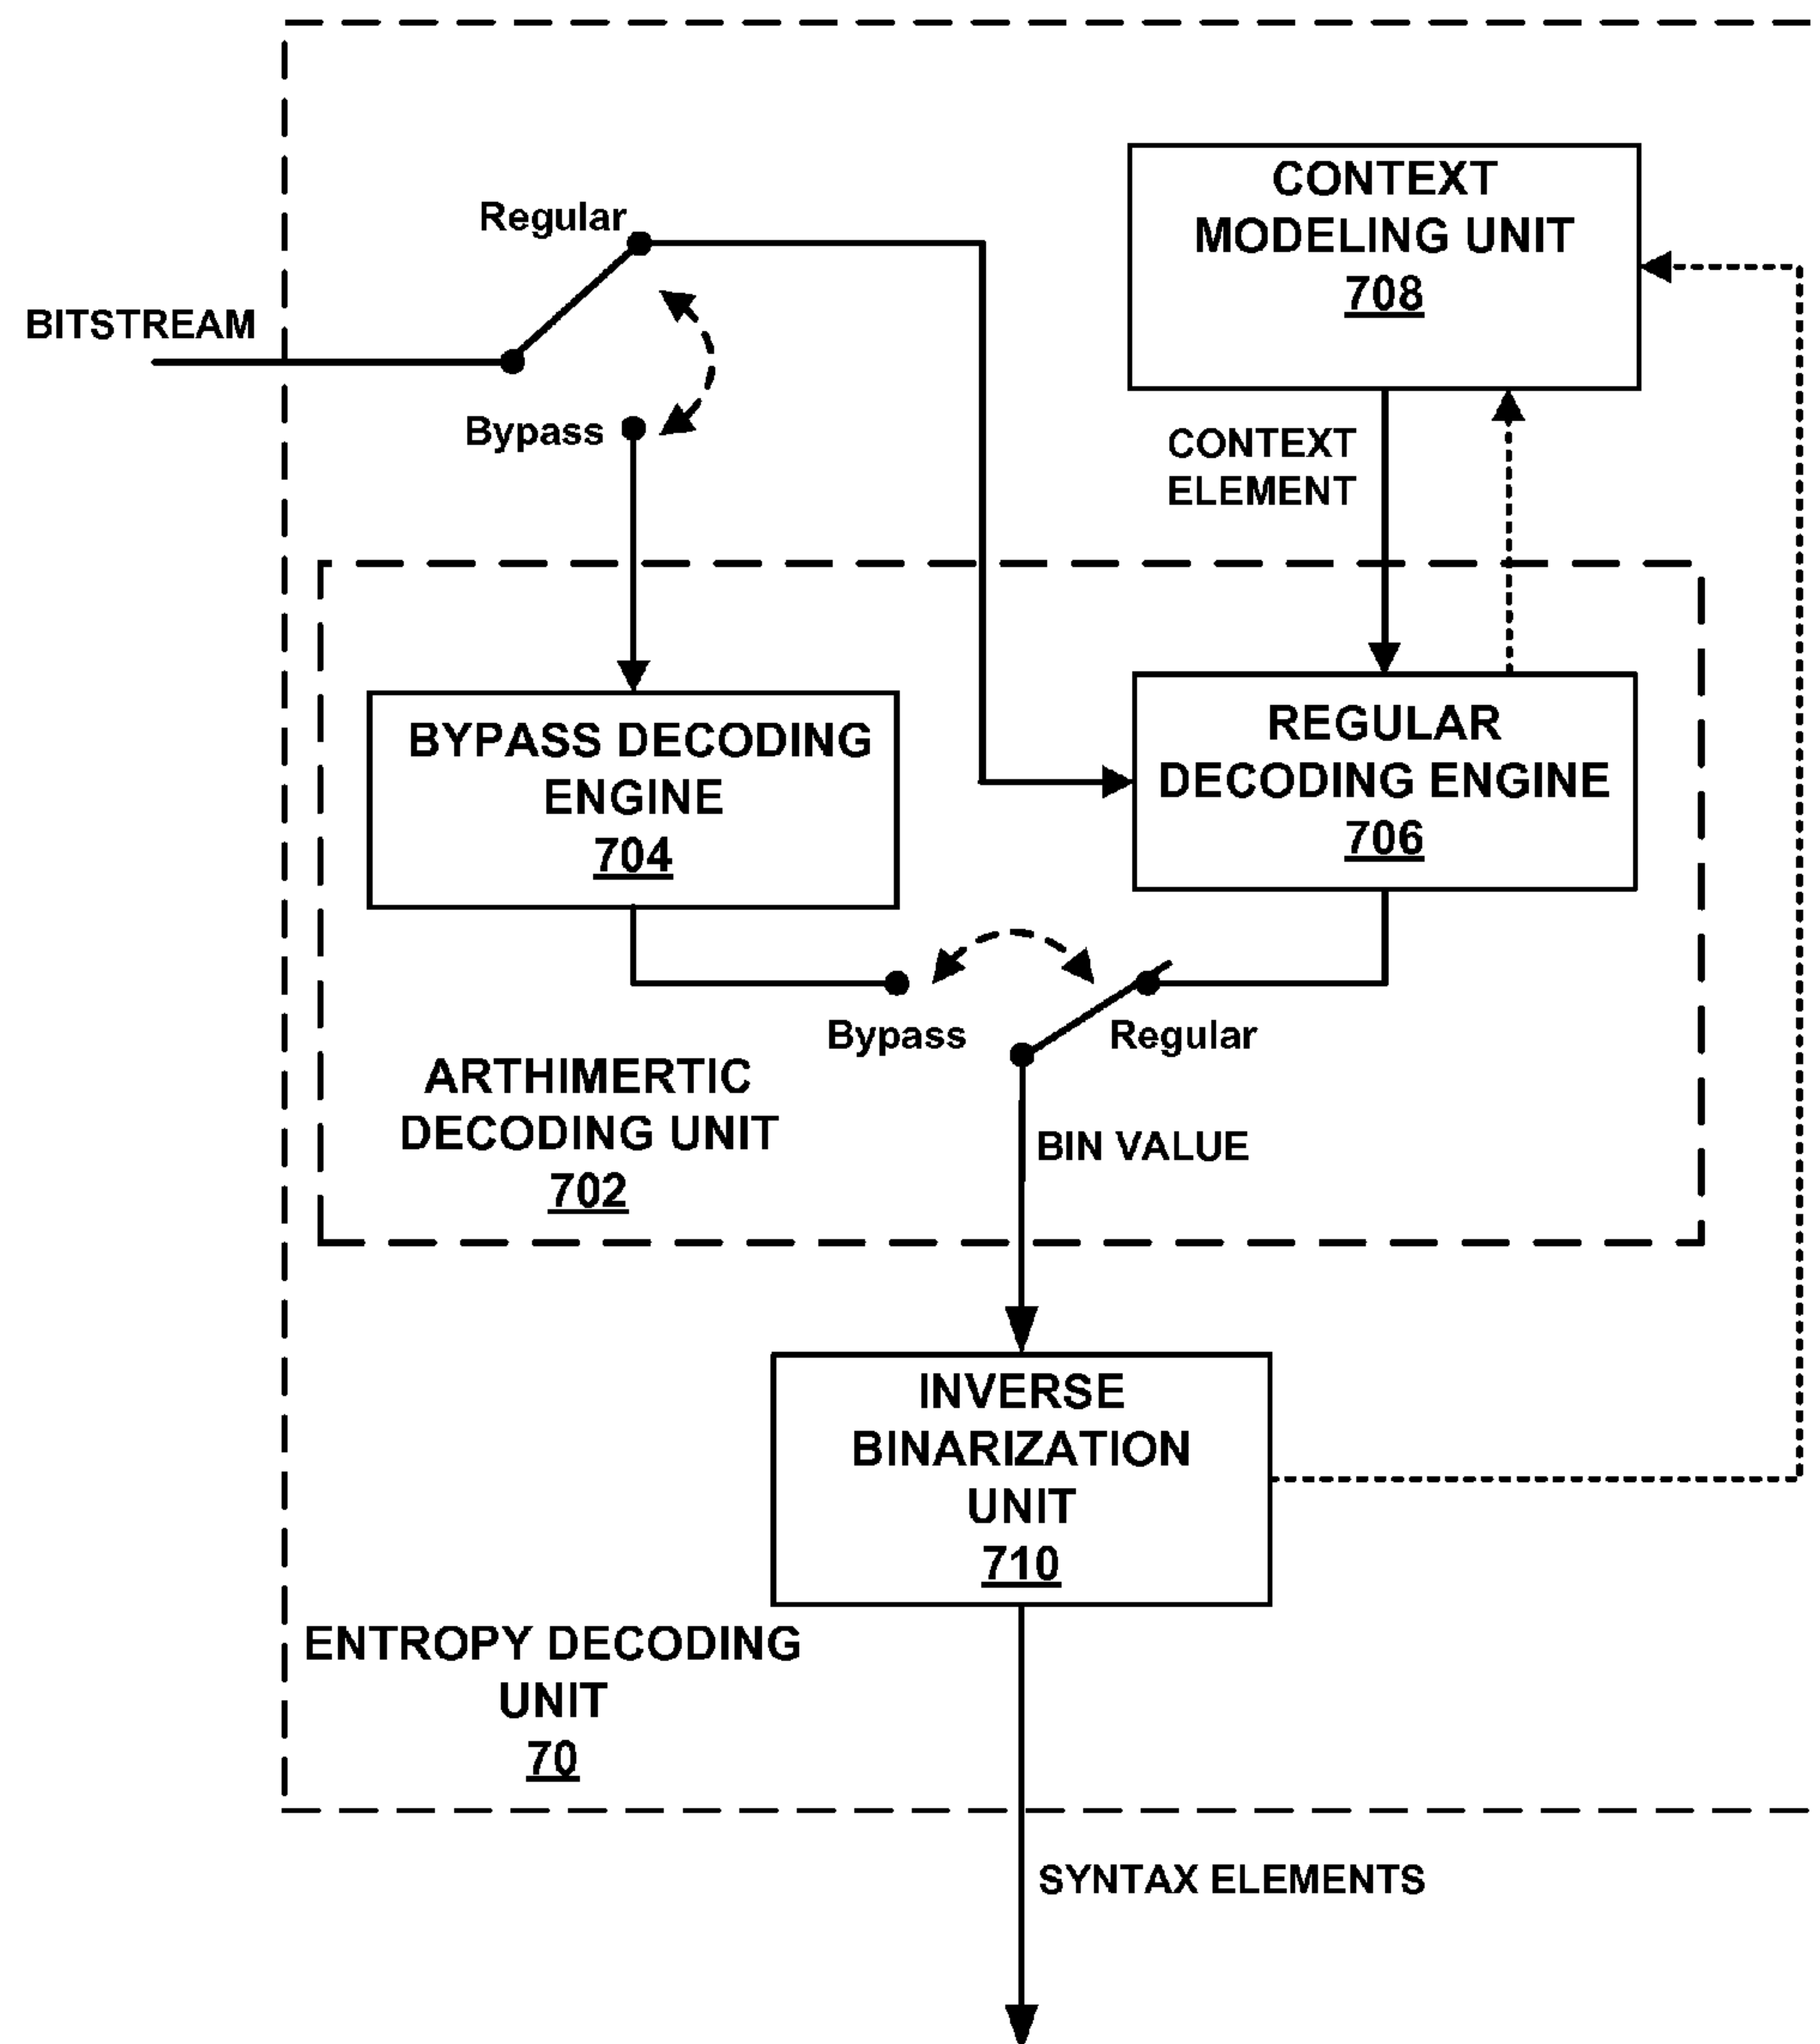 CONTEXT
MODELING UNIT
708
Regular
BITSTREAM
Bypass
CONTEXT
ELEMENT
BYPASS DECODING
ENGINE
704
REGULAR
DECODING ENGINE
706
Bypass
Regular
ARTHIMERTIC
DECODING UNIT
702
BIN VALUE
INVERSE
BINARIZATION
UNIT
710
ENTROPY DECODING
UNIT
70
SYNTAX ELEMENTS